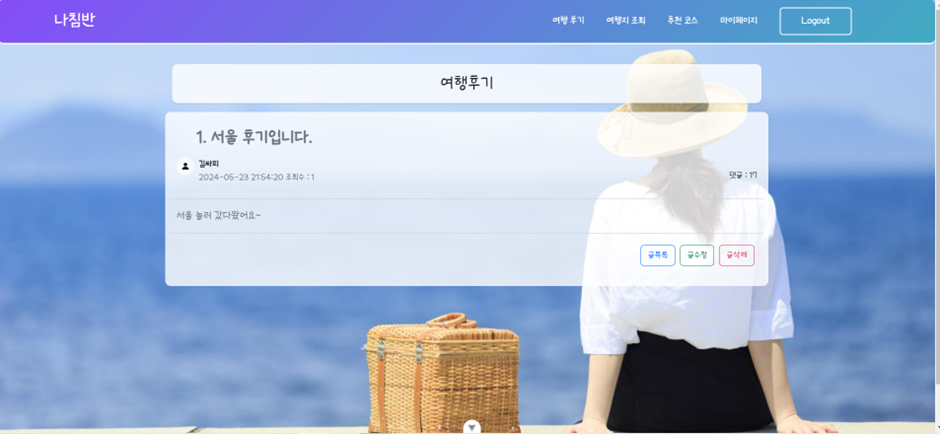 나침반 여행 후기 여행지 조회 추천 코스 마이페이지 Logout
여행후기
1. 서울 후기입니다.
김싸피
2024-05-23 21:54:20 조회수 : 1
댓글 : 17
서울 놀러 갔다왔어요~
글목록 글수정 글삭제